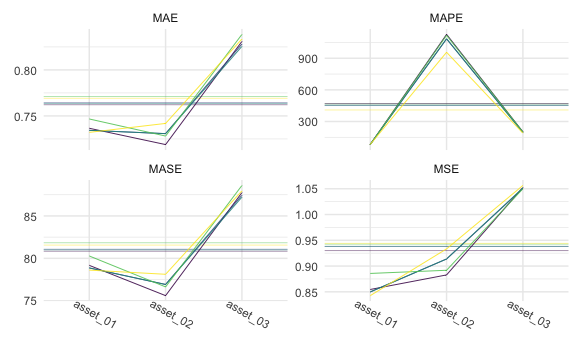 MAE
MAPE
0.80
0.75
900
600
300
MASE
MSE
85
80
75
1.05
1.00
0.95
0.90
0.85
asset_01
asset_02
asset_03
asset_01
asset_02
asset_03